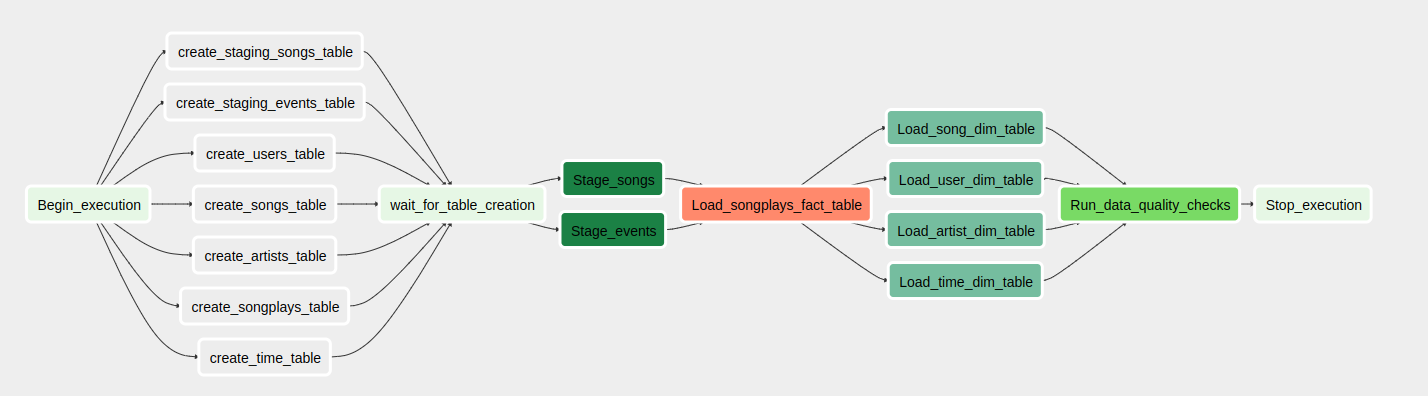 Begin_execution
create_staging_songs_table
create_staging_events_table
create_users_table
create_songs_table
create_artists_table
create_songplays_table
create_time_table
wait_for_table_creation
Stage_songs
Stage_events
Load_songplays_fact_table
Load_song_dim_table
Load_user_dim_table
Load_artist_dim_table
Load_time_dim_table
Run_data_quality_checks
Stop_execution